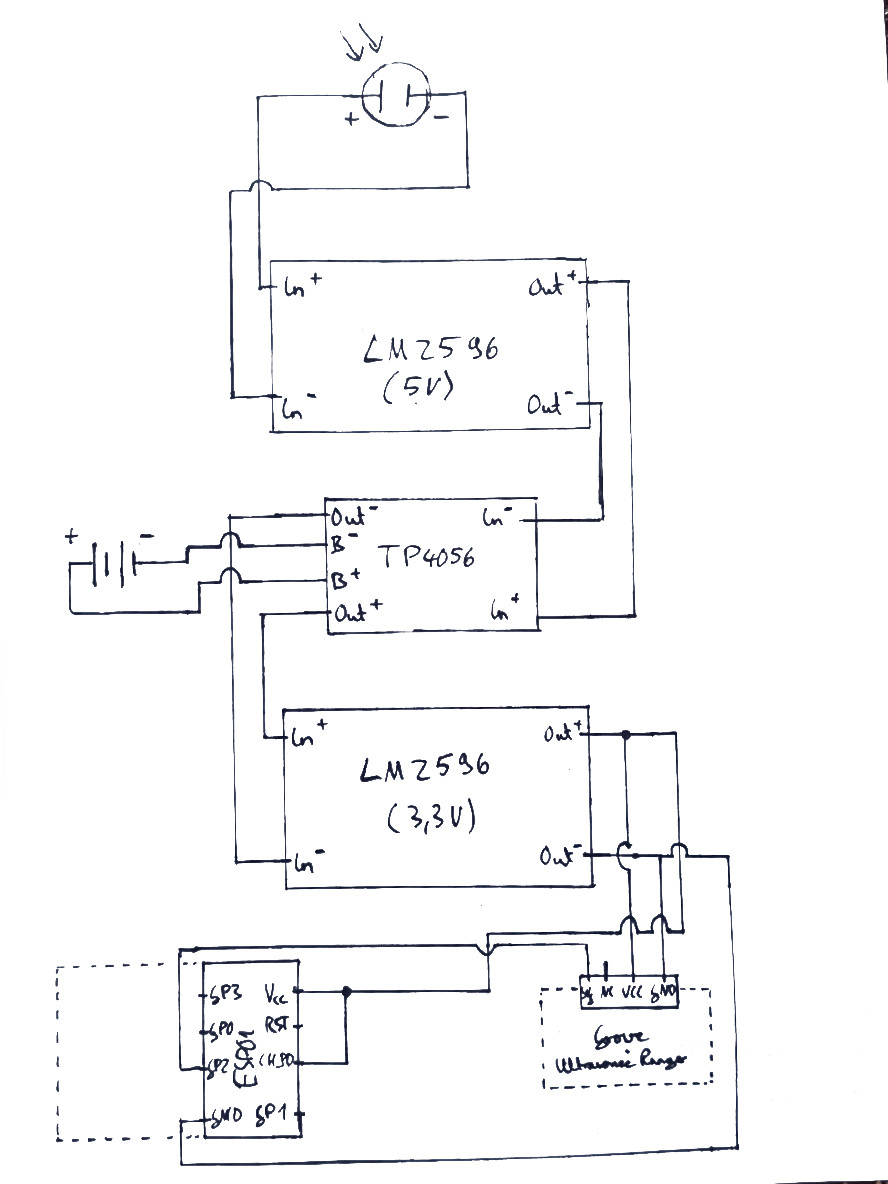 + -
In+ Out+
LM2596
(5V)
In- Out-
+ -
Out- In-
B-
TP4056
B+
Out+ In+
In+ Out+
LM2596
(3,3V)
In- Out-
GP3 Vcc
GP0 RST
ESP01
GP2 CH_PD
GND GP1
NC VCC GND
Grove
Ultrasonic Ranger